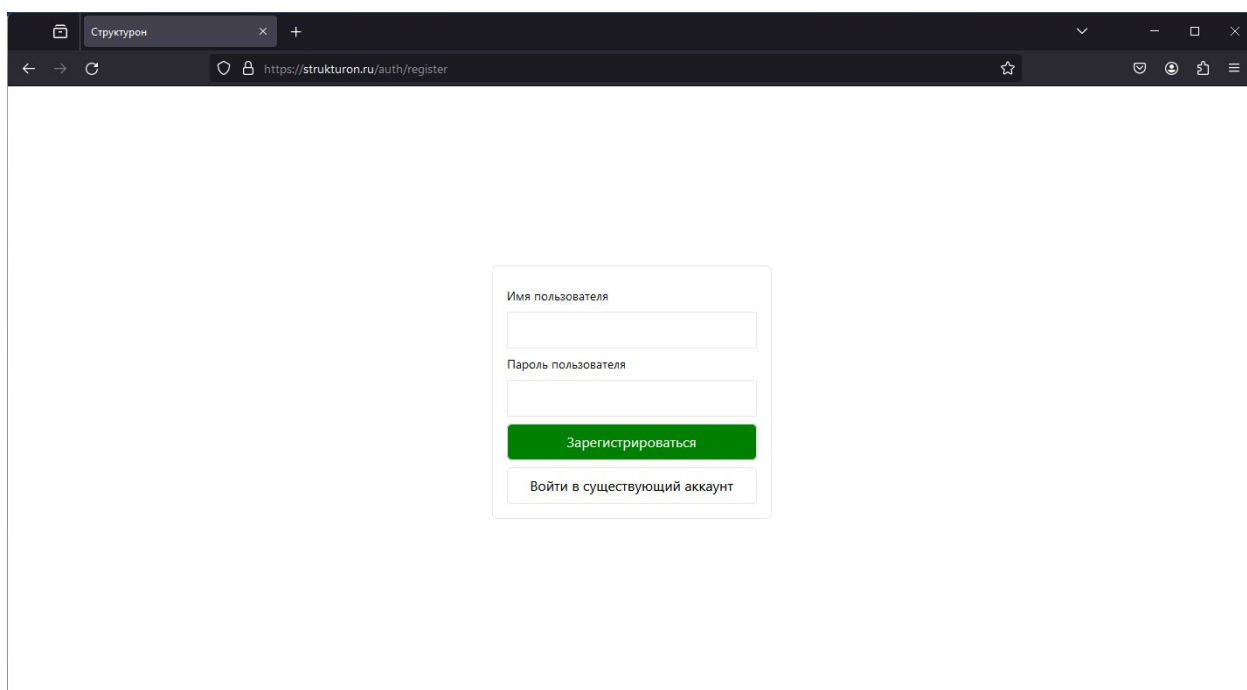 Структурон
https://strukturon.ru/auth/register
Имя пользователя
Пароль пользователя
Зарегистрироваться
Войти в существующий аккаунт